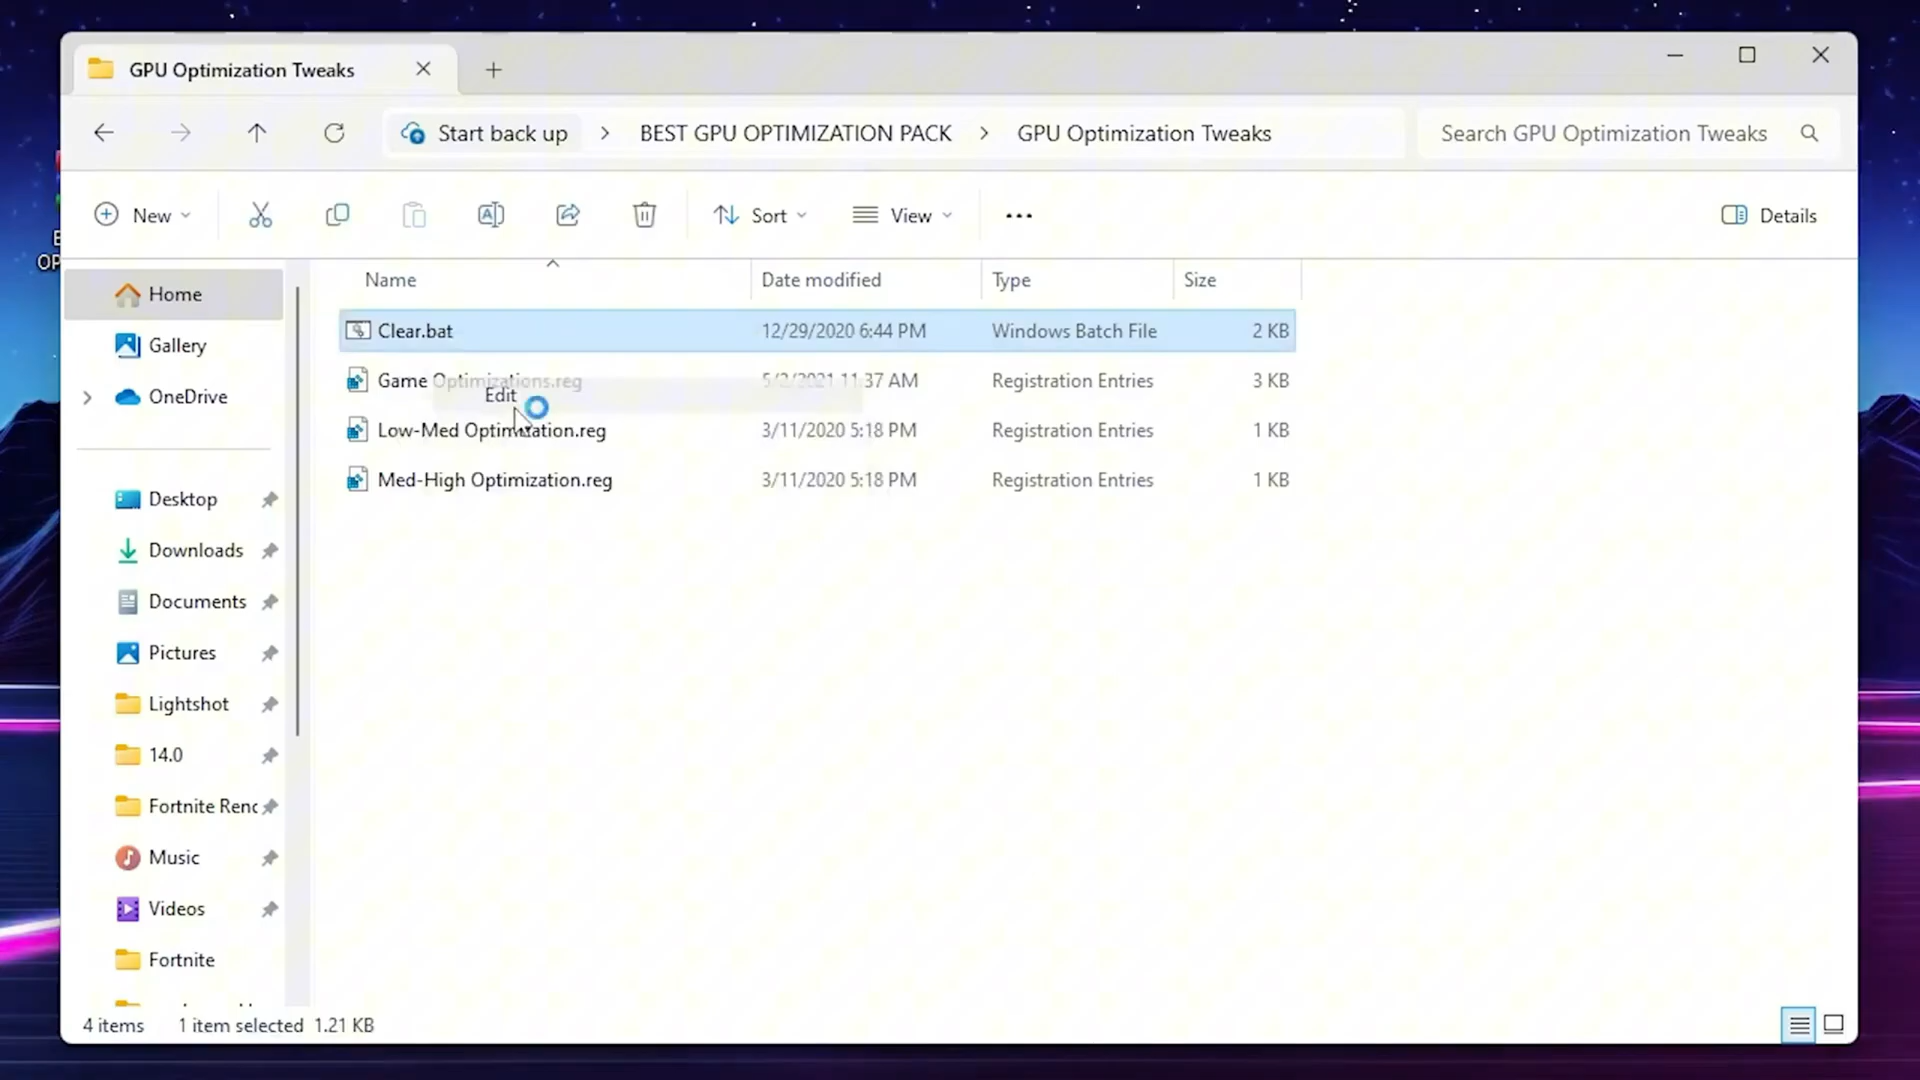 GPU Optimization Tweaks
Start back up > BEST GPU OPTIMIZATION PACK > GPU Optimization Tweaks
Search GPU Optimization Tweaks
New
Sort
View
Details
Name Date modified Type Size
Clear.bat 12/29/2020 6:44 PM Windows Batch File 2 KB
Game Optimizations.reg 5/2/2021 11:37 AM Registration Entries 3 KB
Edit
Low-Med Optimization.reg 3/11/2020 5:18 PM Registration Entries 1 KB
Med-High Optimization.reg 3/11/2020 5:18 PM Registration Entries 1 KB
Home
Gallery
OneDrive
Desktop
Downloads
Documents
Pictures
Lightshot
14.0
Fortnite Renc
Music
Videos
Fortnite
4 items 1 item selected 1.21 KB
OP